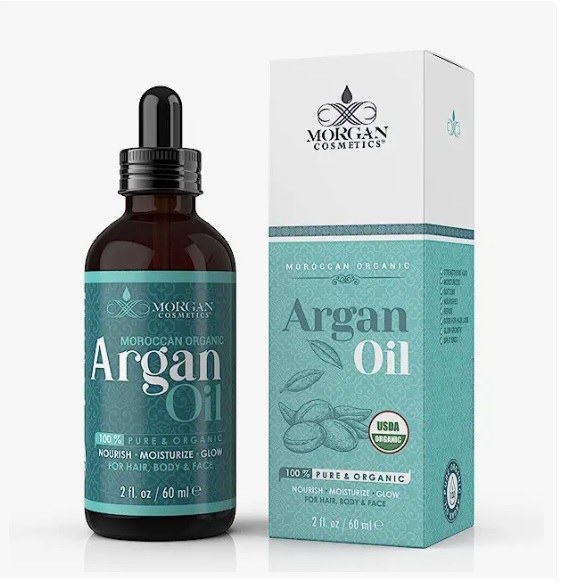 MORGAN
COSMETICS
MOROCCAN ORGANIC
Argan
Oil
100% PURE & ORGANIC
NOURISH • MOISTURIZE • GLOW
FOR HAIR, BODY & FACE
2 fl. oz / 60 ml ℮
MORGAN
COSMETICS®
MOROCCAN ORGANIC
Argan
Oil
USDA
ORGANIC
100% PURE & ORGANIC
NOURISH • MOISTURIZE • GLOW
FOR HAIR, BODY & FACE
2 fl. oz / 60 ml ℮